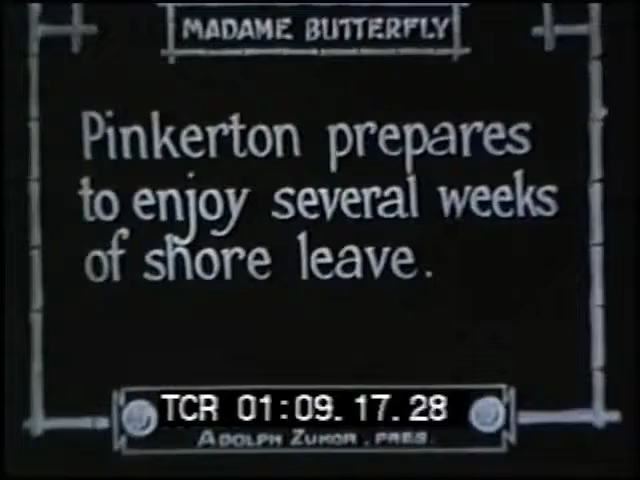 MADAME BUTTERFLY
Pinkerton prepares
to enjoy several weeks
of shore leave.
TCR 01:09.17.28
ADOLPH ZUKOR, PRES.